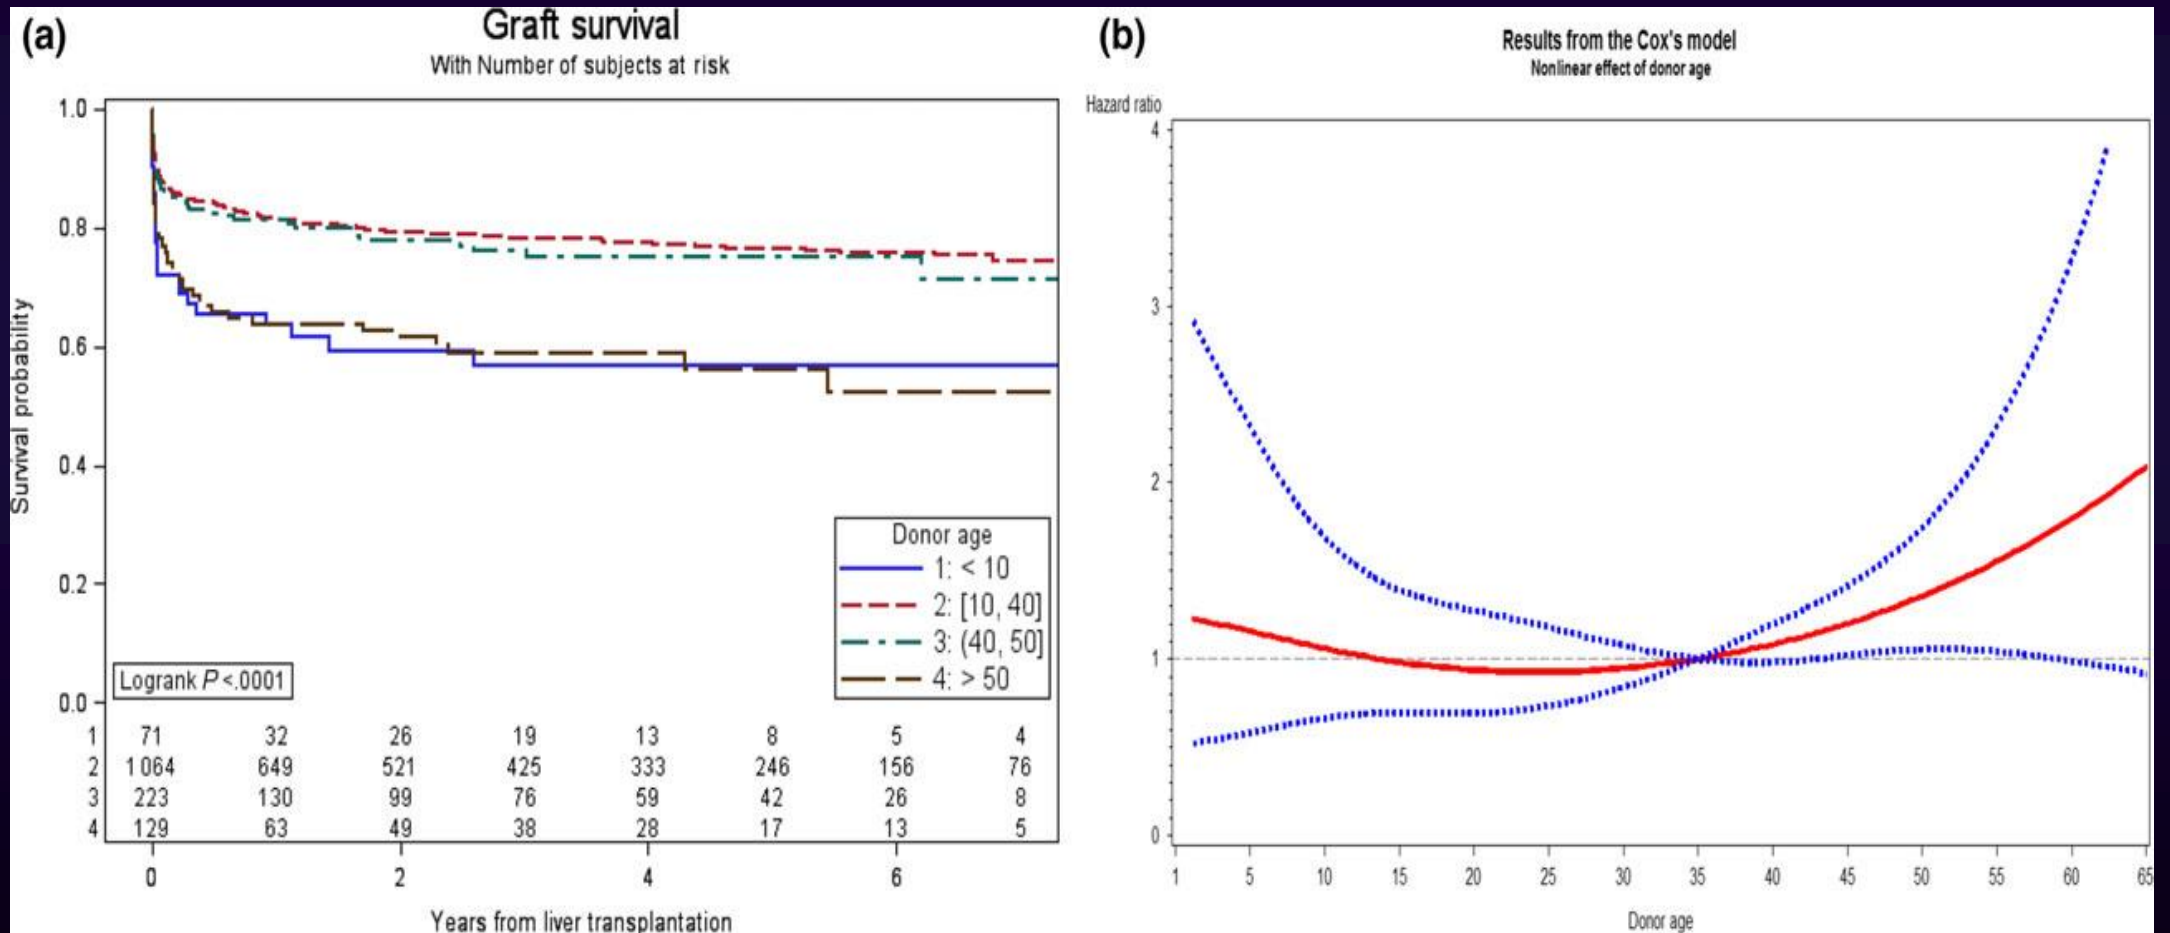 (a)
Graft survival
With Number of subjects at risk
1.0
0.8
0.6
0.4
0.2
0.0
Survival probability
Donor age
1: < 10
2: [10, 40]
3: (40, 50]
4: > 50
Logrank P <.0001
1 71 32 26 19 13 8 5 4
2 1 064 649 521 425 333 246 156 76
3 223 130 99 76 59 42 26 8
4 129 63 49 38 28 17 13 5
0 2 4 6
Years from liver transplantation
(b)
Results from the Cox's model
Nonlinear effect of donor age
Hazard ratio
4
3
2
1
0
1 5 10 15 20 25 30 35 40 45 50 55 60 65
Donor age